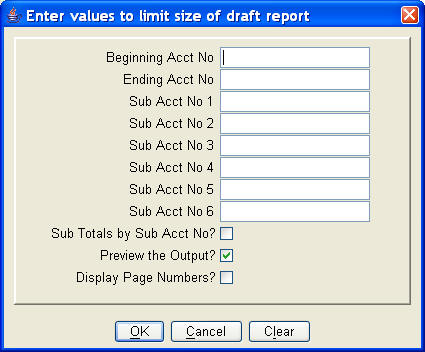 Enter values to limit size of draft report
Beginning Acct No
Ending Acct No
Sub Acct No 1
Sub Acct No 2
Sub Acct No 3
Sub Acct No 4
Sub Acct No 5
Sub Acct No 6
Sub Totals by Sub Acct No?
Preview the Output?
Display Page Numbers?
OK Cancel Clear